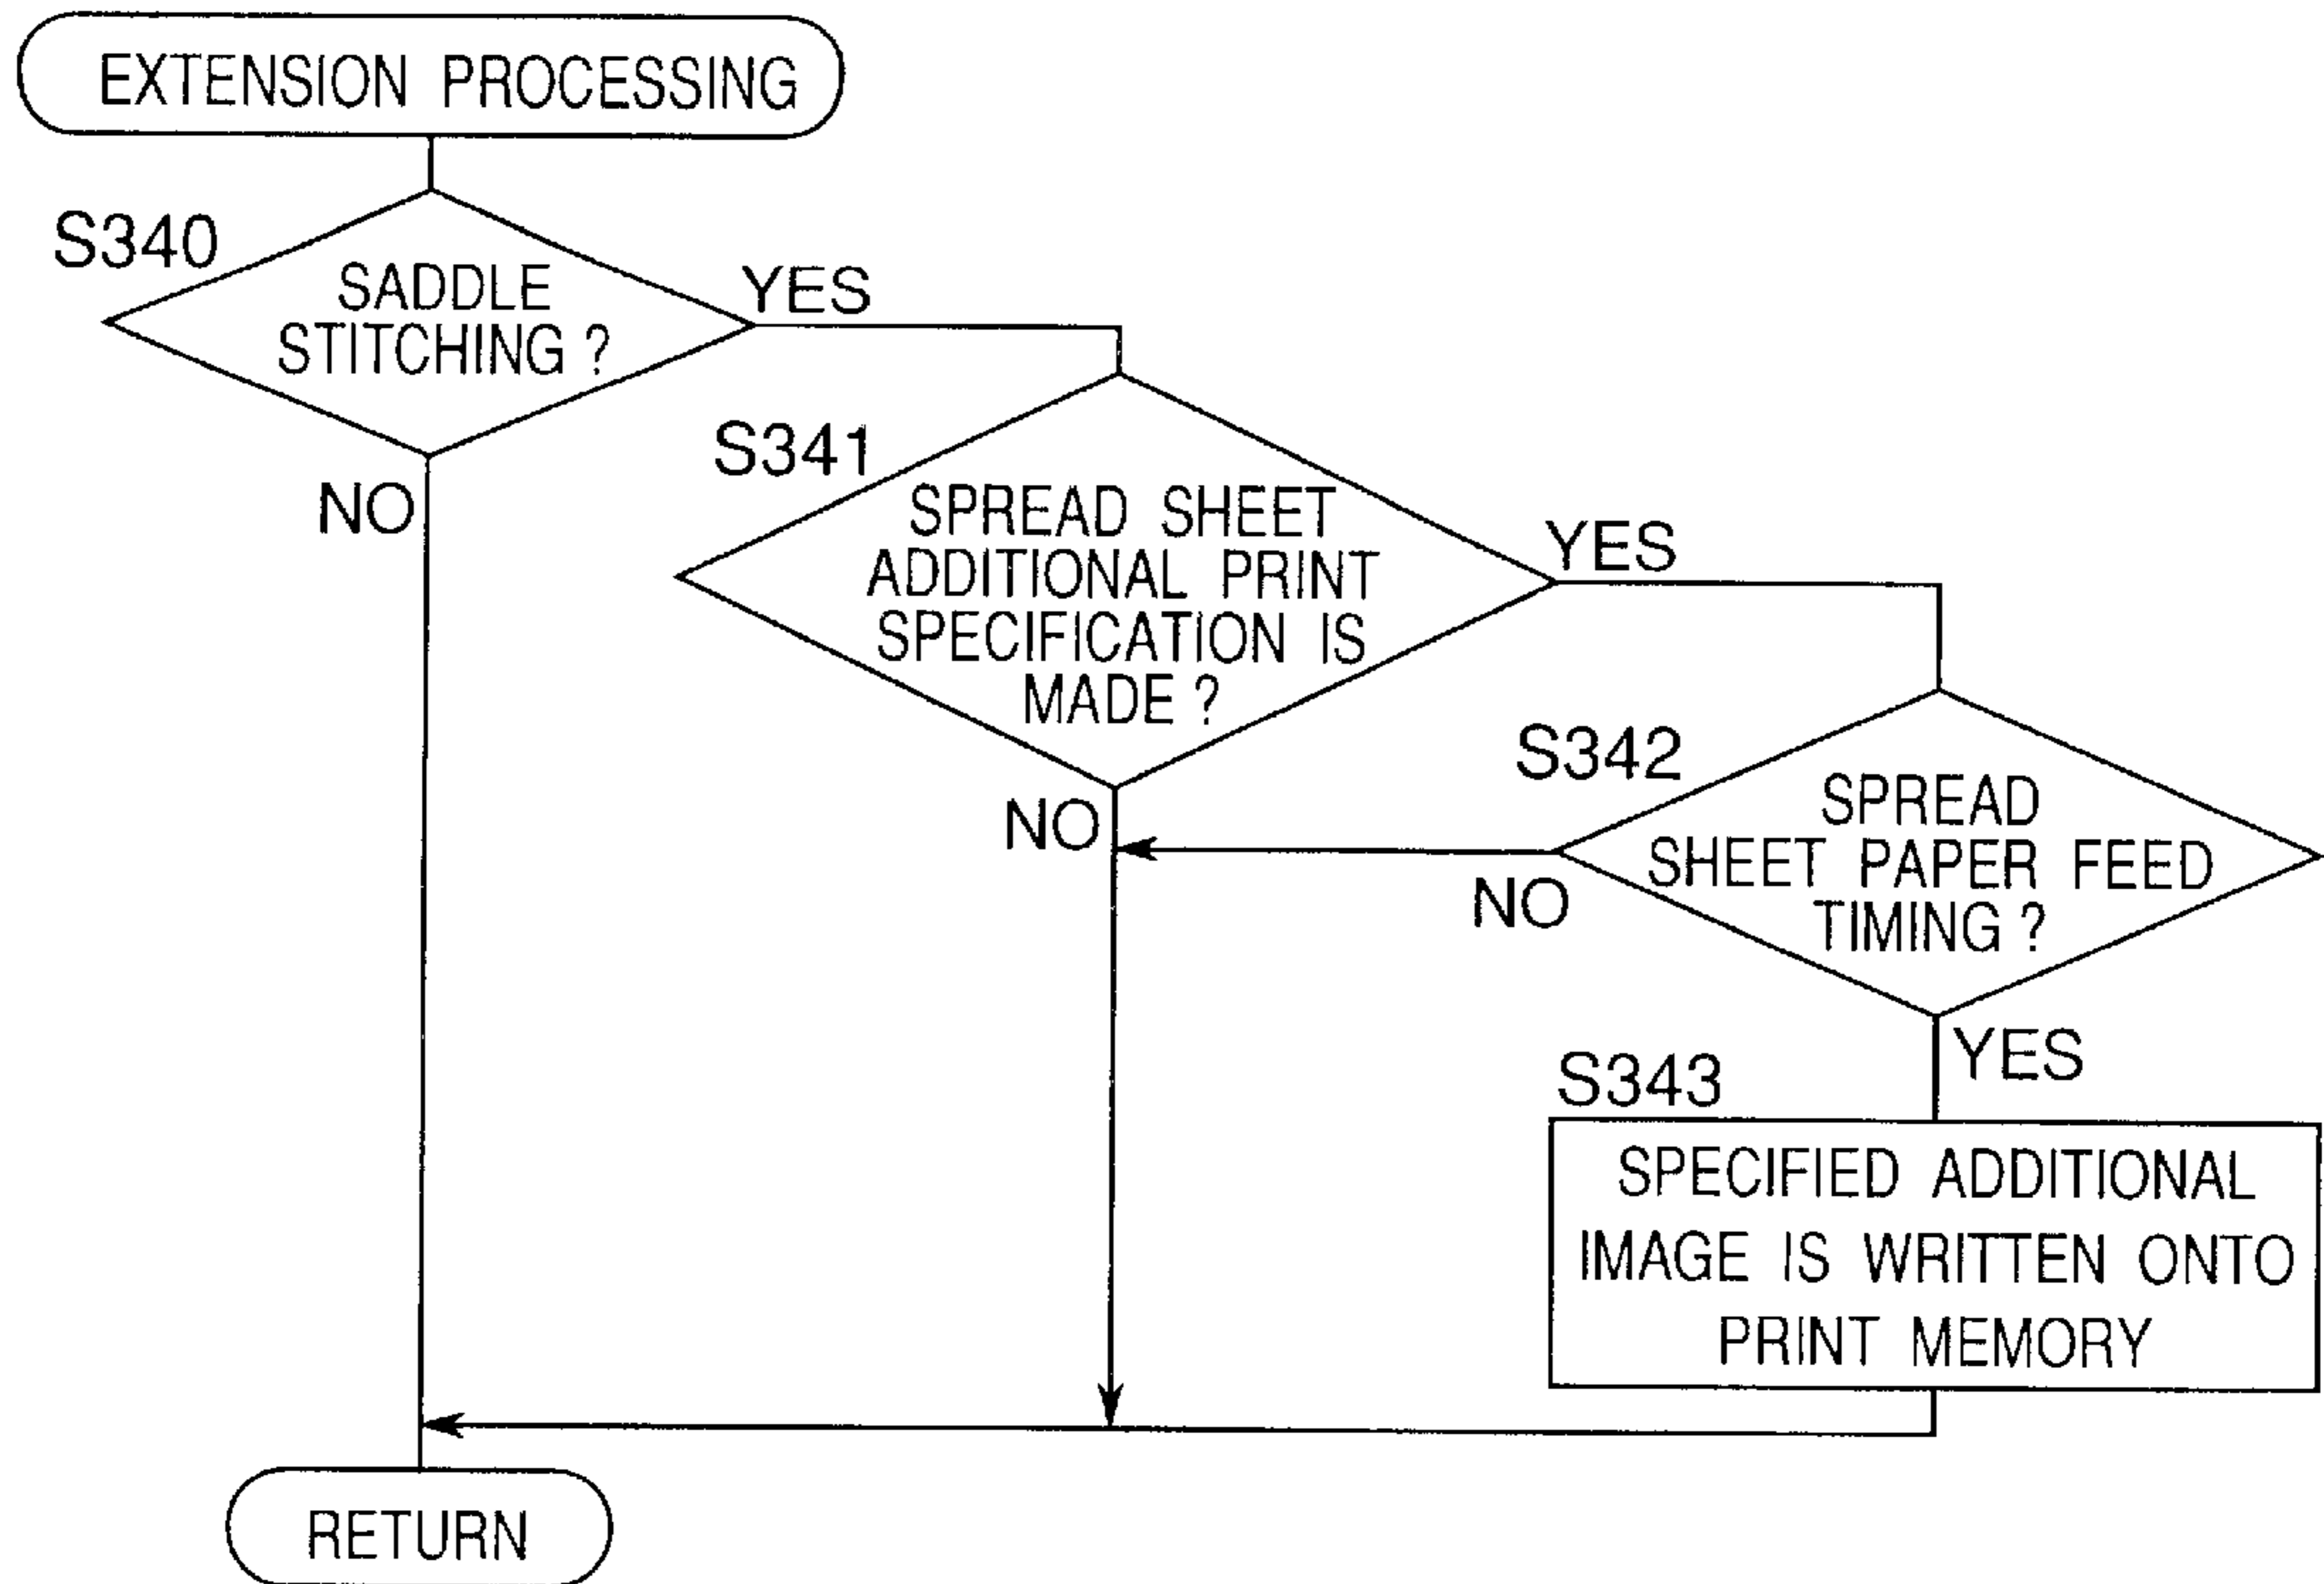 EXTENSION PROCESSING
S340
SADDLE
STITCHING ?
YES
NO
S341
SPREAD SHEET
ADDITIONAL PRINT
SPECIFICATION IS
MADE ?
YES
NO
S342
SPREAD
SHEET PAPER FEED
TIMING ?
NO
YES
S343
SPECIFIED ADDITIONAL
IMAGE IS WRITTEN ONTO
PRINT MEMORY
RETURN